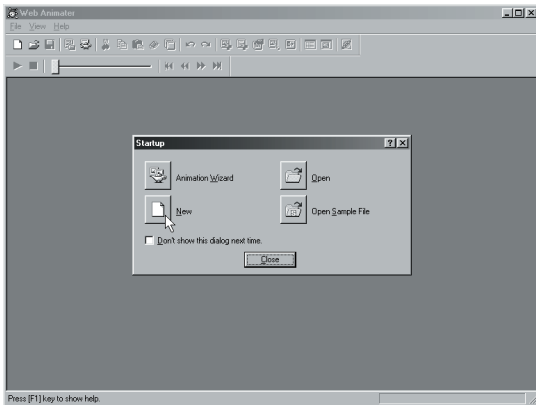 Web Animater
File View Help
Startup
Animation Wizard
Open
New
Open Sample File
Don't show this dialog next time.
Close
Press [F1] key to show help.